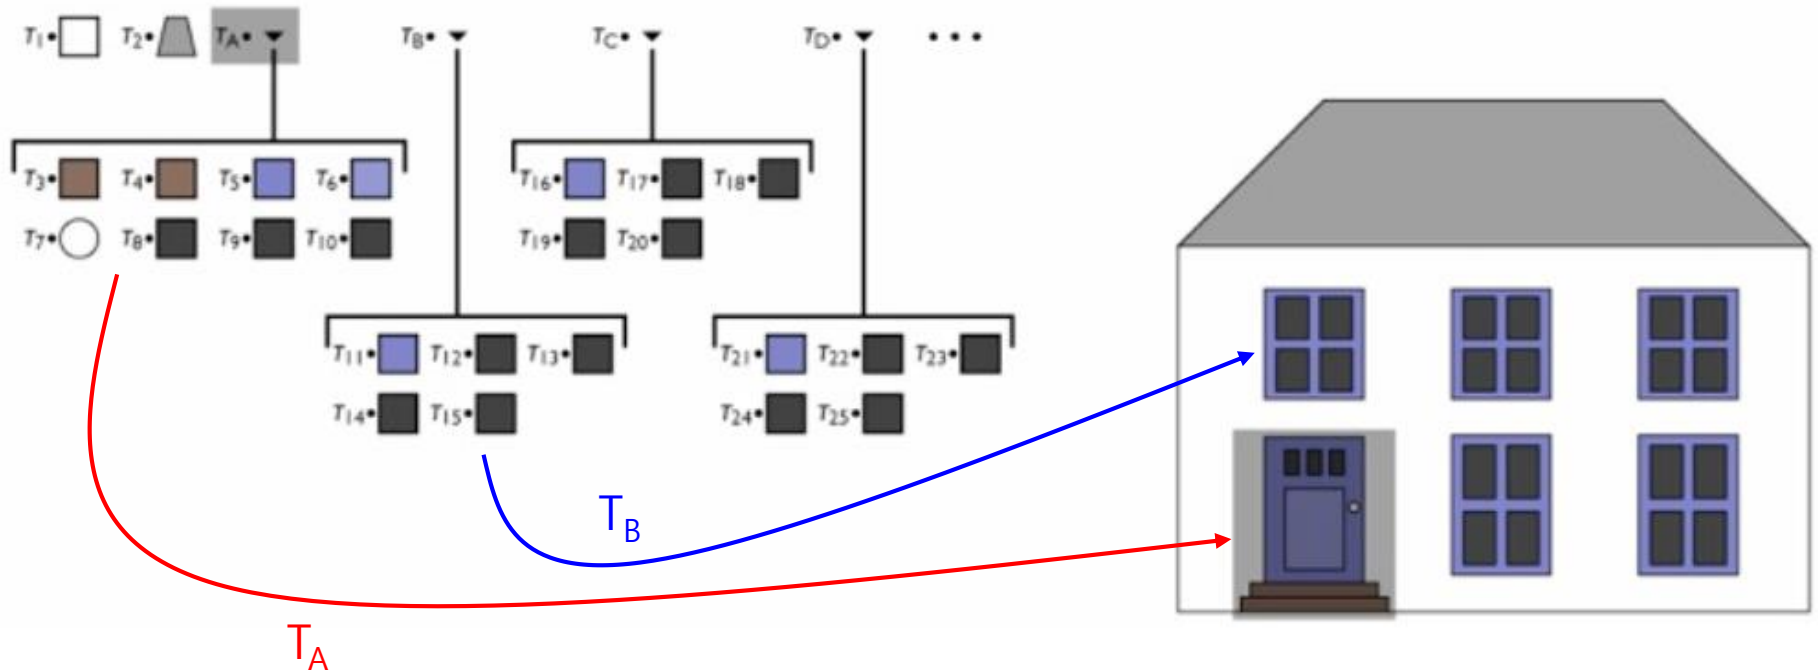 T1• T2• TA• TB• TC• TD• • • •
T3• T4• T5• T6• T16• T17• T18•
T7• T8• T9• T10• T19• T20•
T11• T12• T13• T21• T22• T23•
T14• T15• T24• T25•
TB
TA